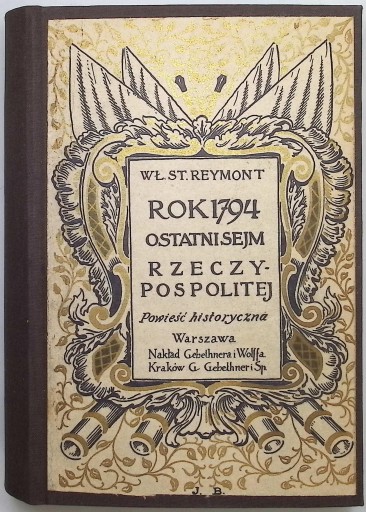 WŁ. ST. REYMONT
ROK 1794
OSTATNI SEJM
RZECZY-
POSPOLITEJ
Powieść historyczna
Warszawa
Nakład Gebethnera i Wolffa
Kraków G. Gebethner i Sp.
J. B.